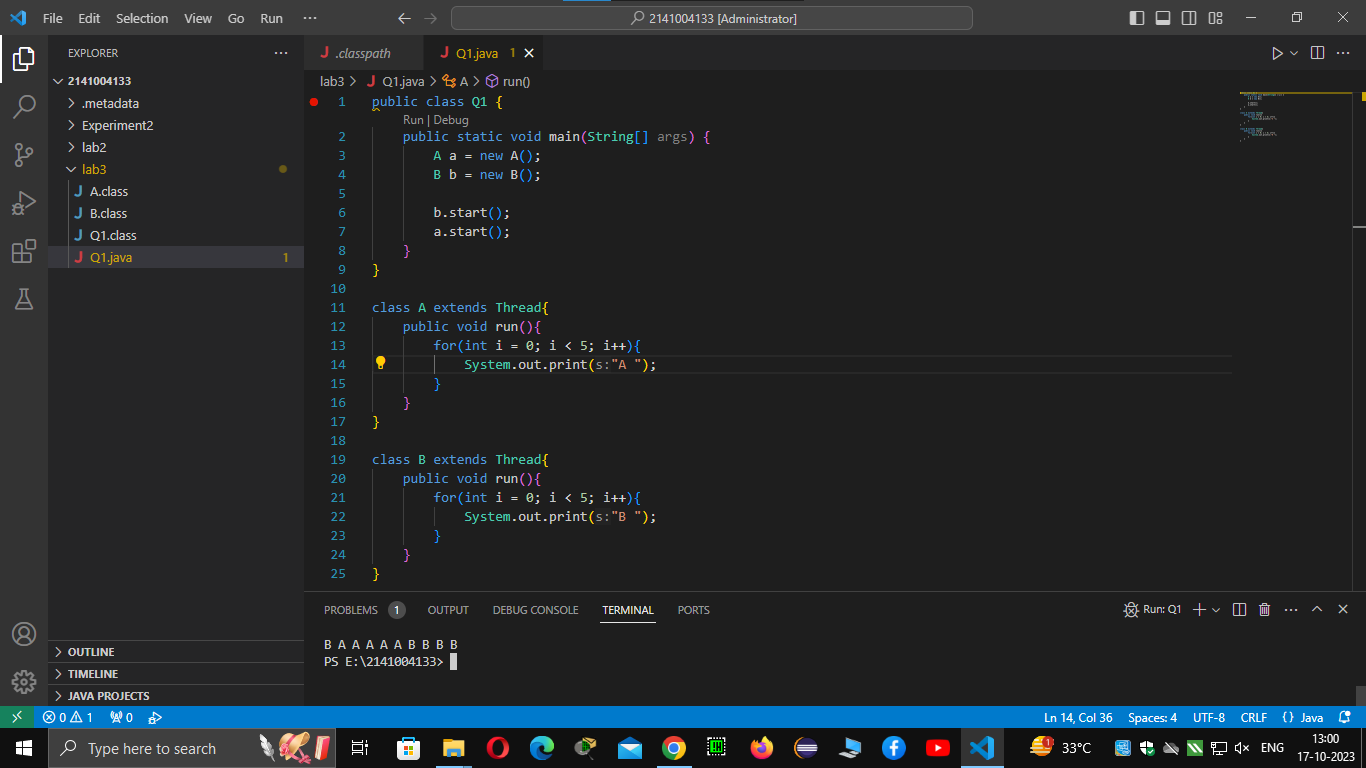 File Edit Selection View Go Run ···
2141004133 [Administrator]
EXPLORER ···
2141004133
.metadata
Experiment2
lab2
lab3
J A.class
J B.class
J Q1.class
J Q1.java 1
OUTLINE
TIMELINE
JAVA PROJECTS
J .classpath J Q1.java 1
lab3 > J Q1.java > A > run()
1 public class Q1 {
Run | Debug
2 public static void main(String[] args) {
3 A a = new A();
4 B b = new B();
5
6 b.start();
7 a.start();
8 }
9 }
10
11 class A extends Thread{
12 public void run(){
13 for(int i = 0; i < 5; i++){
14 System.out.print(s:"A ");
15 }
16 }
17 }
18
19 class B extends Thread{
20 public void run(){
21 for(int i = 0; i < 5; i++){
22 System.out.print(s:"B ");
23 }
24 }
25 }
PROBLEMS 1 OUTPUT DEBUG CONSOLE TERMINAL PORTS Run: Q1 ···
B A A A A A B B B B
PS E:\2141004133>
0 1 0 Ln 14, Col 36 Spaces: 4 UTF-8 CRLF {} Java
Type here to search 1 33°C ENG 13:00
17-10-2023